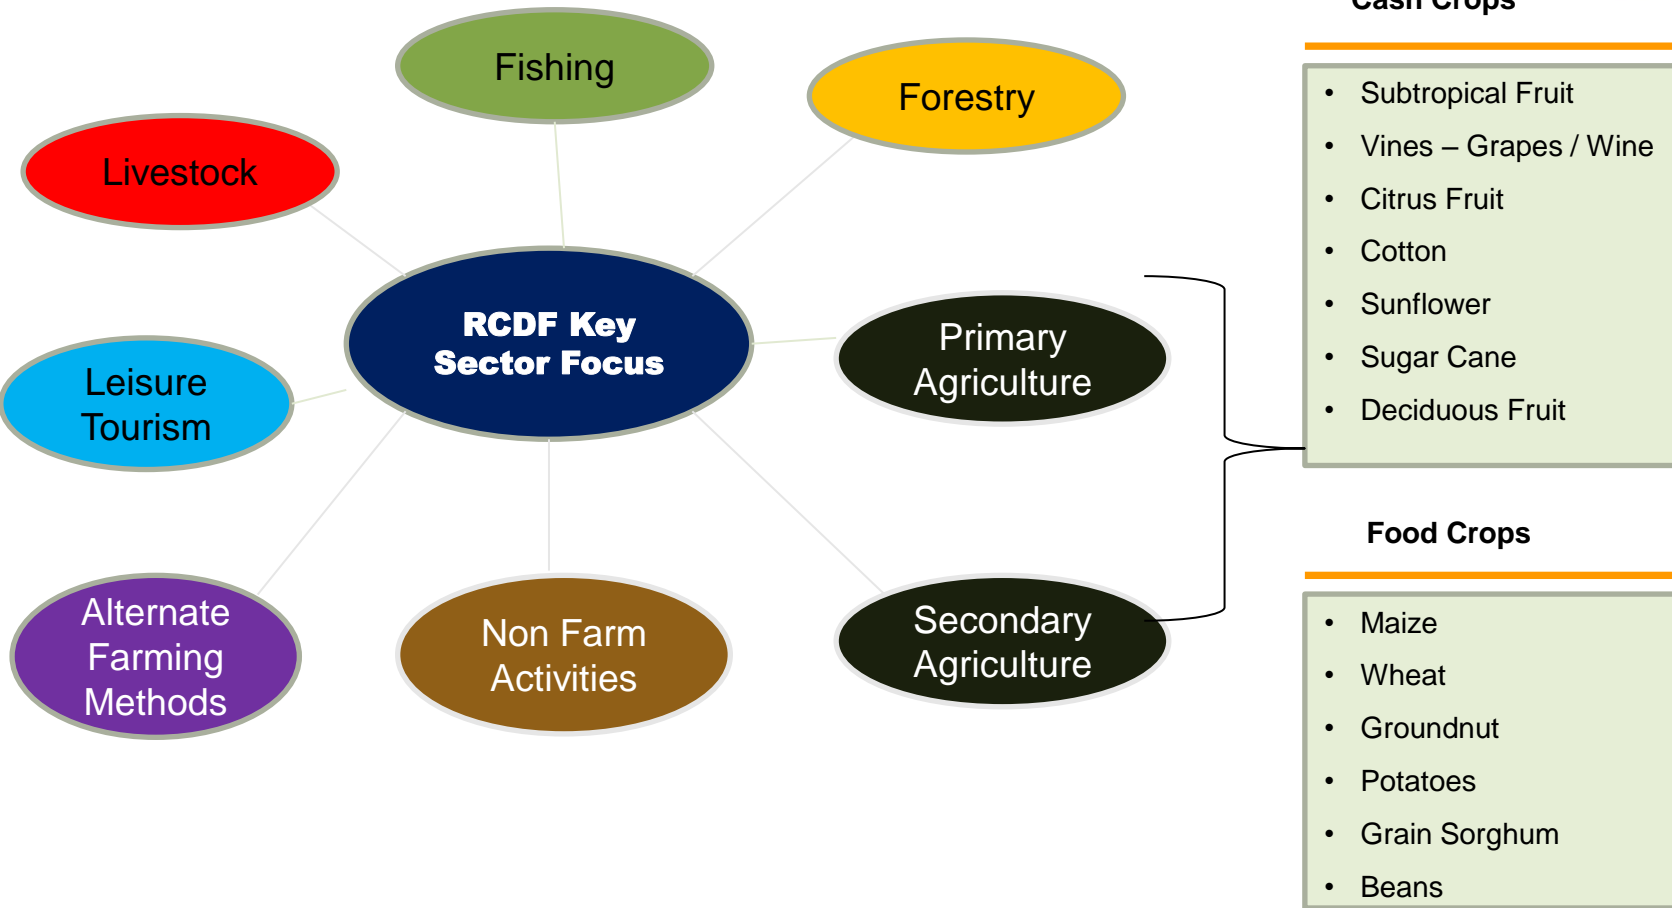 Cash Crops
Fishing
Forestry
Livestock
RCDF Key
Sector Focus
Primary
Agriculture
Leisure
Tourism
Alternate
Farming
Methods
Non Farm
Activities
Secondary
Agriculture
• Subtropical Fruit
• Vines – Grapes / Wine
• Citrus Fruit
• Cotton
• Sunflower
• Sugar Cane
• Deciduous Fruit
Food Crops
• Maize
• Wheat
• Groundnut
• Potatoes
• Grain Sorghum
• Beans